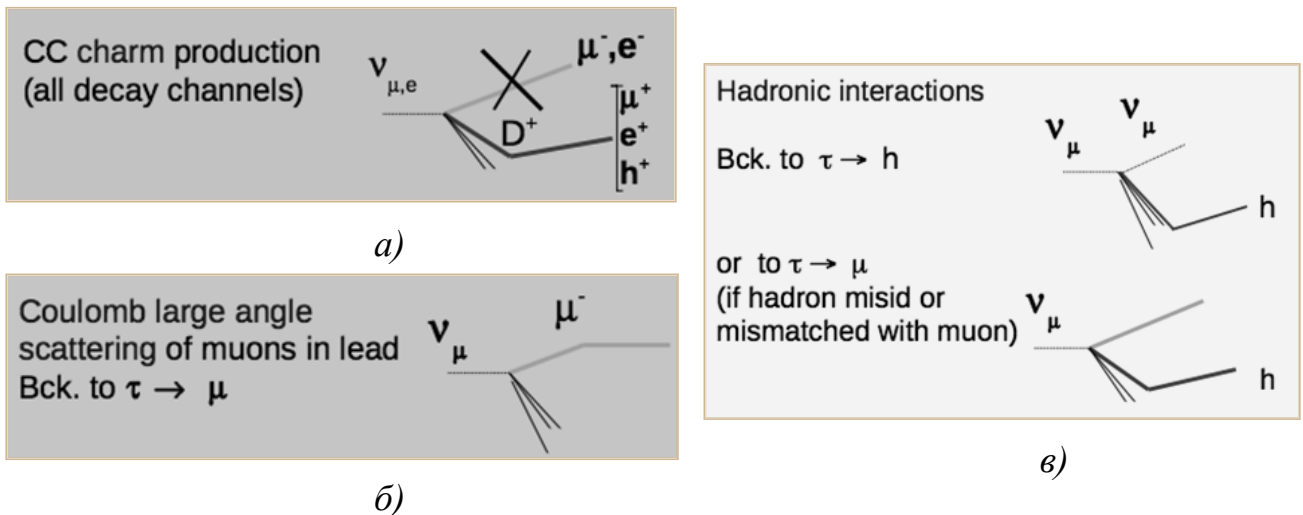 CC charm production
(all decay channels)
ν μ,e
μ-,e-
D+
μ+
e+
h+
а)
Coulomb large angle
scattering of muons in lead
Bck. to τ → μ
ν μ
μ-
б)
Hadronic interactions
Bck. to τ → h
ν μ
ν μ
h
or to τ → μ
(if hadron misid or
mismatched with muon)
ν μ
h
в)